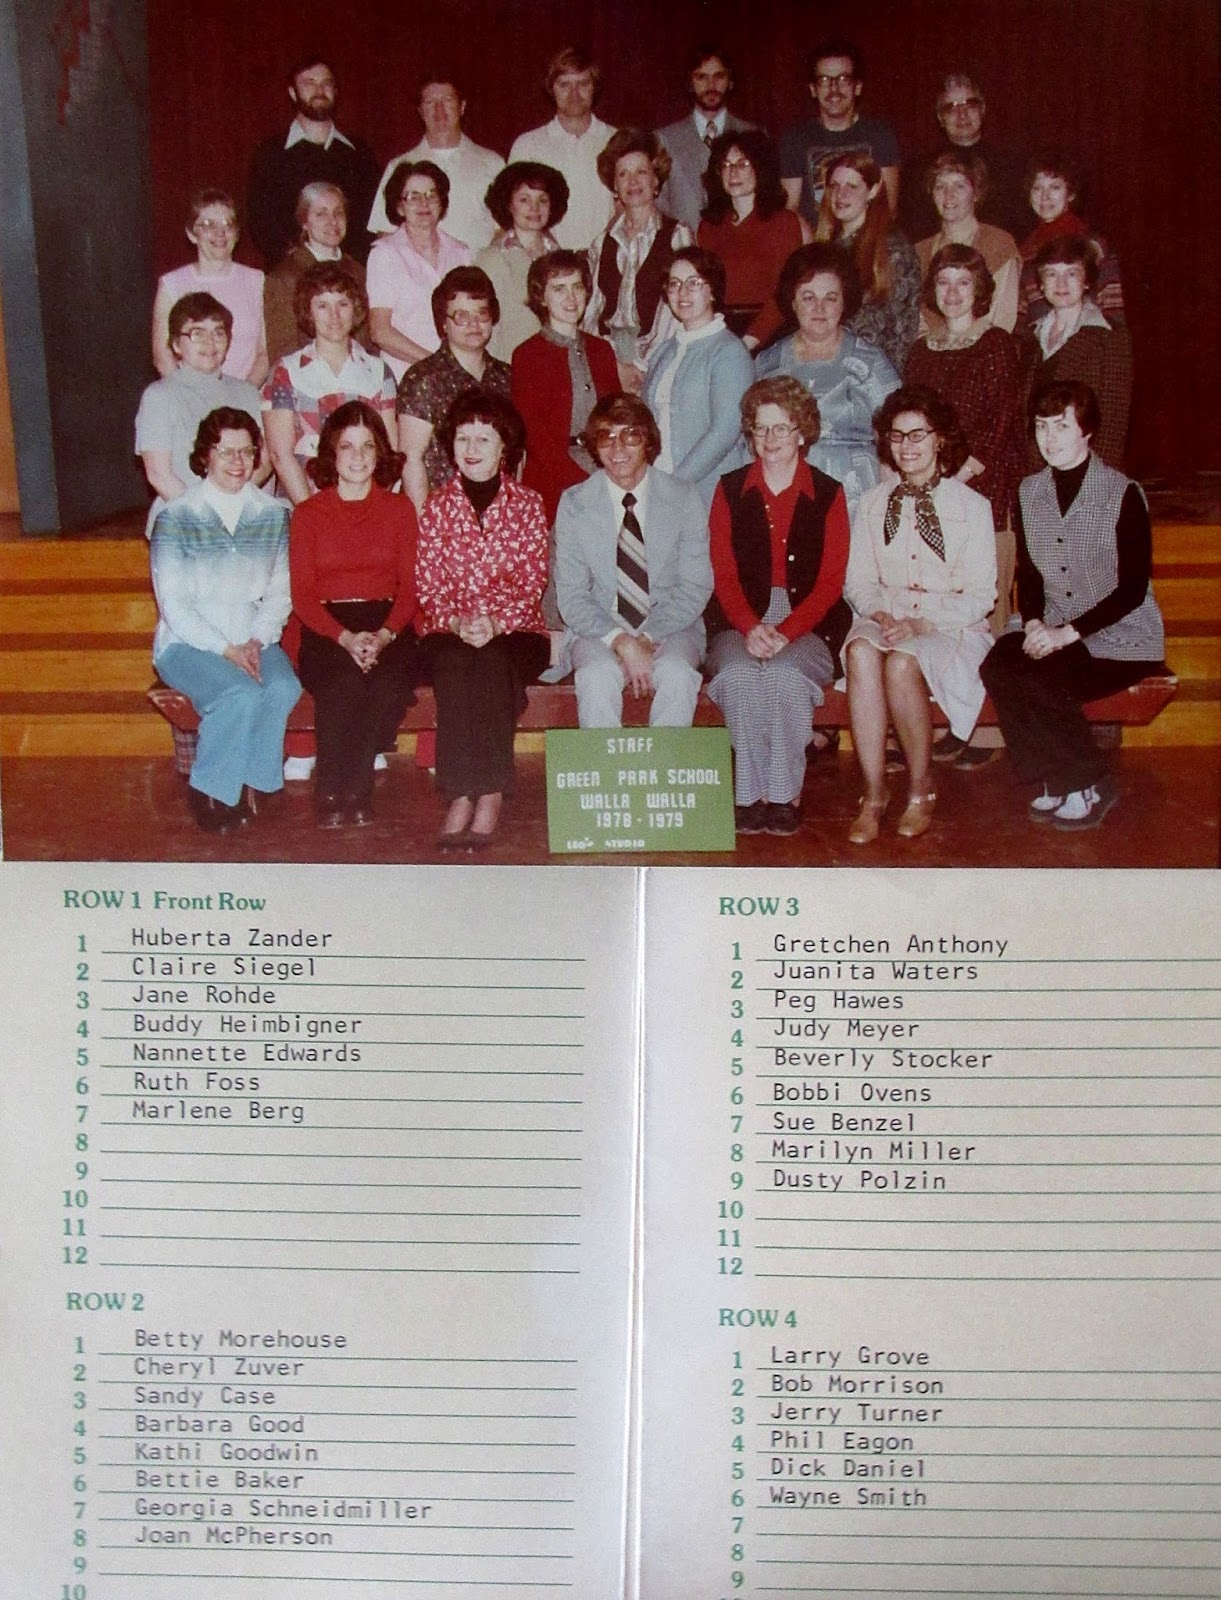 STAFF
GREEN PARK SCHOOL
WALLA WALLA
1978 - 1979
LEO'S STUDIO
ROW 1 Front Row
1 Huberta Zander
2 Claire Siegel
3 Jane Rohde
4 Buddy Heimbigner
5 Nannette Edwards
6 Ruth Foss
7 Marlene Berg
8
9
10
11
12
ROW 2
1 Betty Morehouse
2 Cheryl Zuver
3 Sandy Case
4 Barbara Good
5 Kathi Goodwin
6 Bettie Baker
7 Georgia Schneidmiller
8 Joan McPherson
9
10
ROW 3
1 Gretchen Anthony
2 Juanita Waters
3 Peg Hawes
4 Judy Meyer
5 Beverly Stocker
6 Bobbi Ovens
7 Sue Benzel
8 Marilyn Miller
9 Dusty Polzin
10
11
12
ROW 4
1 Larry Grove
2 Bob Morrison
3 Jerry Turner
4 Phil Eagon
5 Dick Daniel
6 Wayne Smith
7
8
9